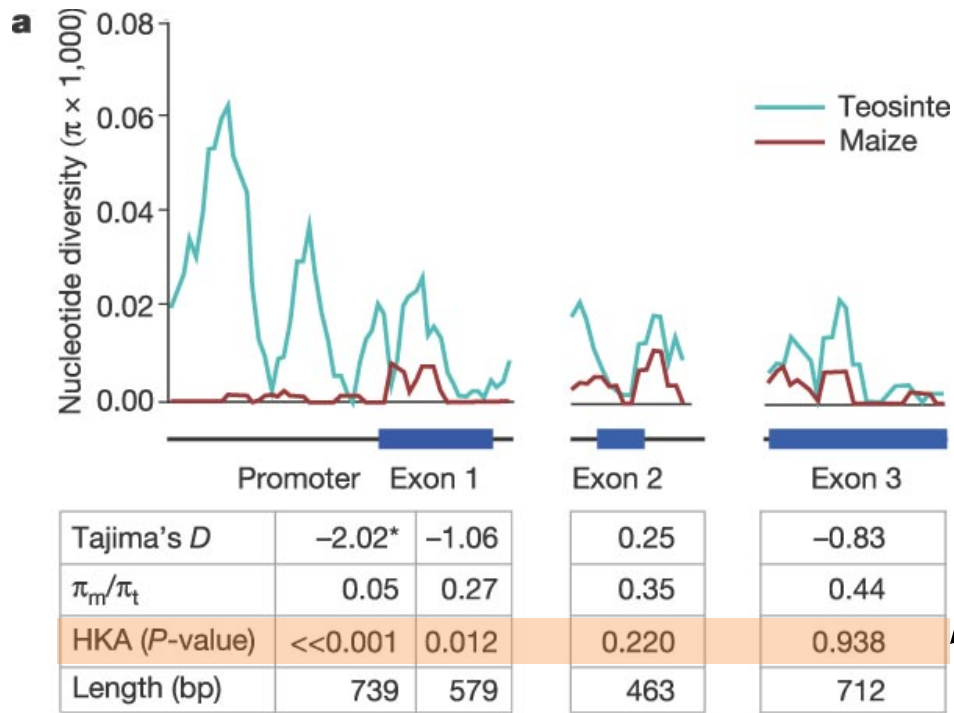 a
Nucleotide diversity (π × 1,000)
0.08
0.06
0.04
0.02
0.00
Teosinte
Maize
Promoter Exon 1 Exon 2 Exon 3
Tajima's D –2.02* –1.06 0.25 –0.83
πm/πt 0.05 0.27 0.35 0.44
HKA (P-value) <<0.001 0.012 0.220 0.938
Length (bp) 739 579 463 712